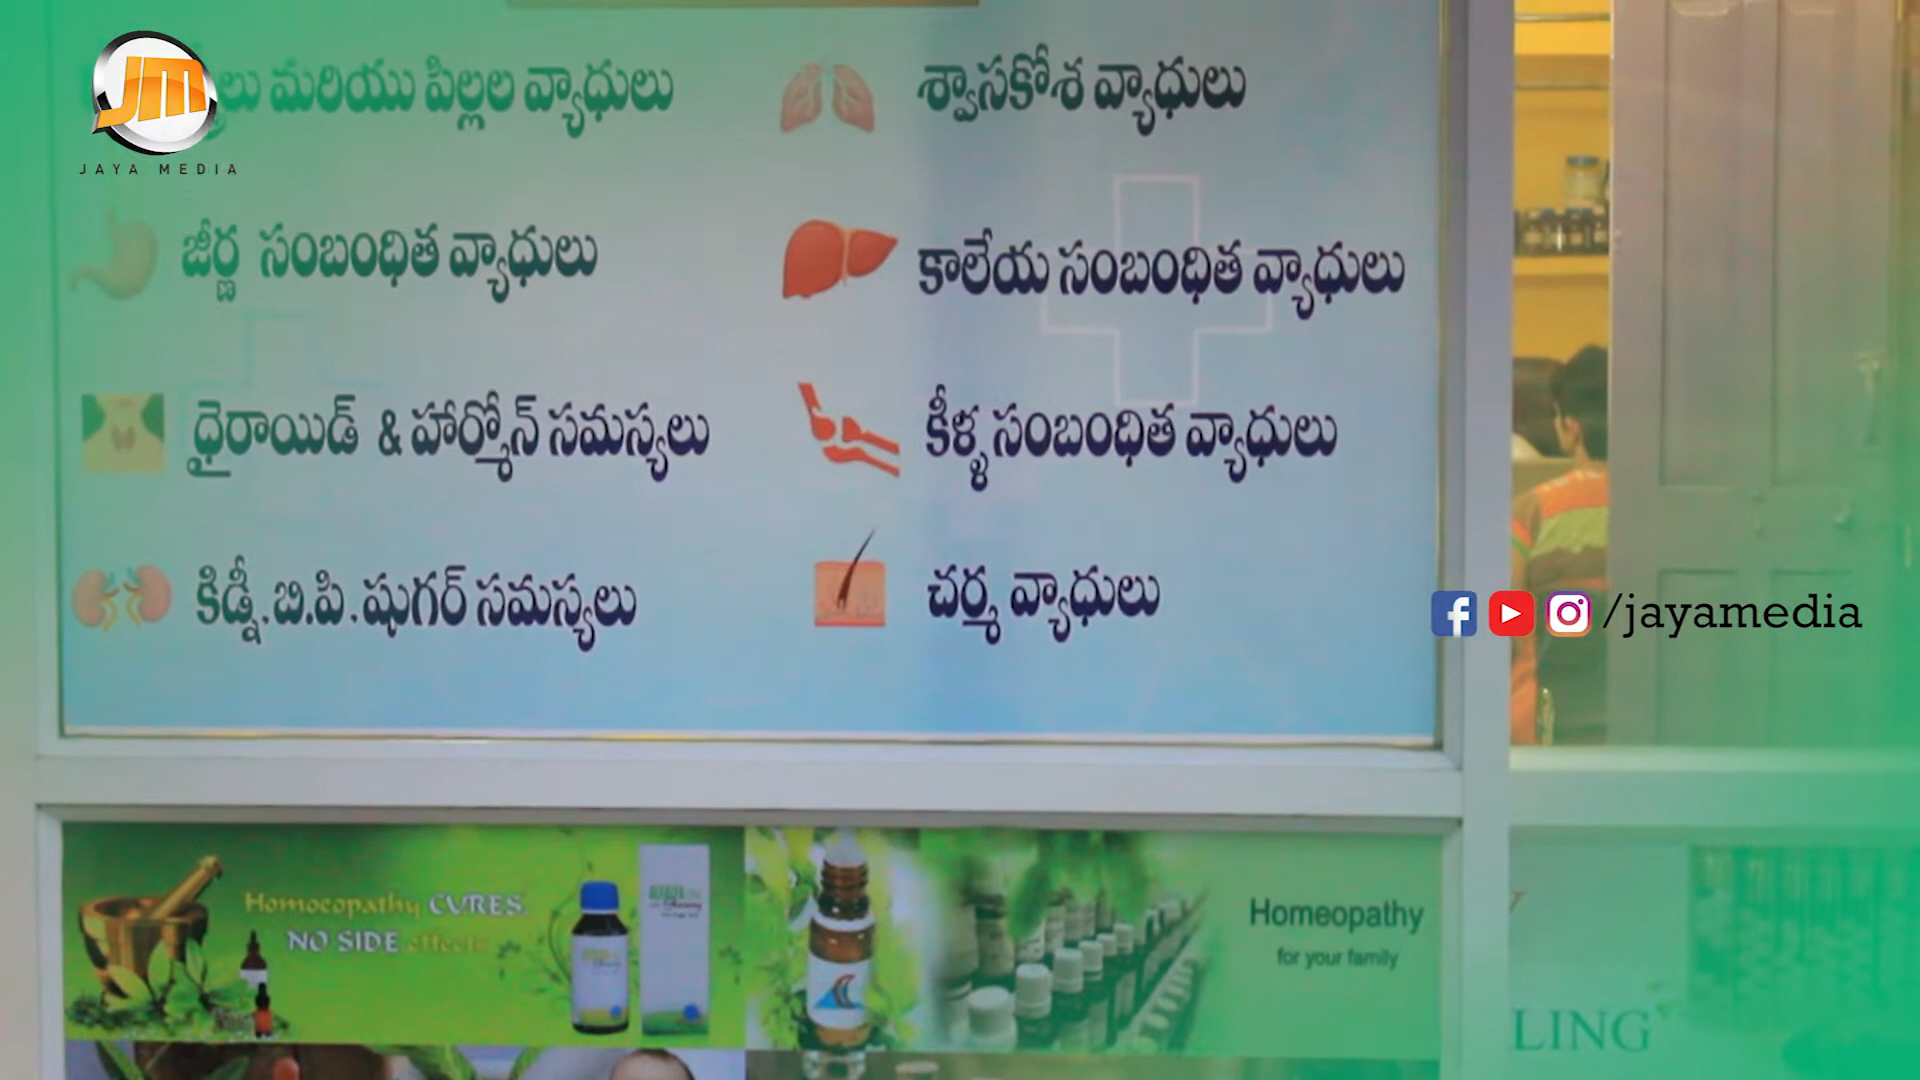 JM
JAYA MEDIA
మరియు పిల్లల వ్యాధులు
శ్వాసకోశ వ్యాధులు
జీర్ణ సంబంధిత వ్యాధులు
కాలేయ సంబంధిత వ్యాధులు
థైరాయిడ్ & హార్మోన్ సమస్యలు
కీళ్ళ సంబంధిత వ్యాధులు
కిడ్నీ.బి.పి.షుగర్ సమస్యలు
చర్మ వ్యాధులు
/jayamedia
Homoeopathy CURES.
NO SIDE effects
Homeopathy
for your family
LING